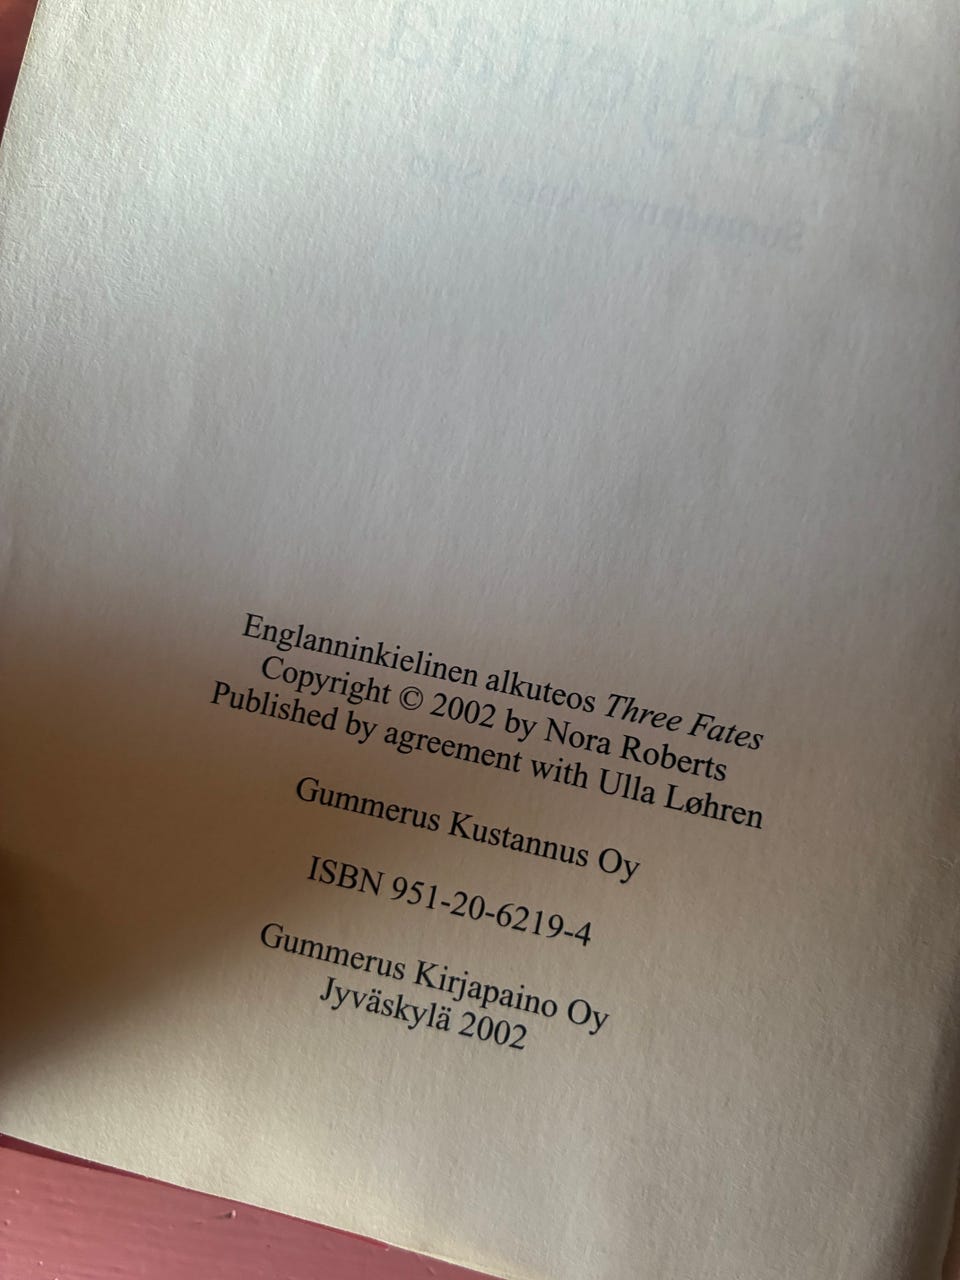 Englanninkielinen alkuteos Three Fates
Copyright © 2002 by Nora Roberts
Published by agreement with Ulla Løhren
Gummerus Kustannus Oy
ISBN 951-20-6219-4
Gummerus Kirjapaino Oy
Jyväskylä 2002